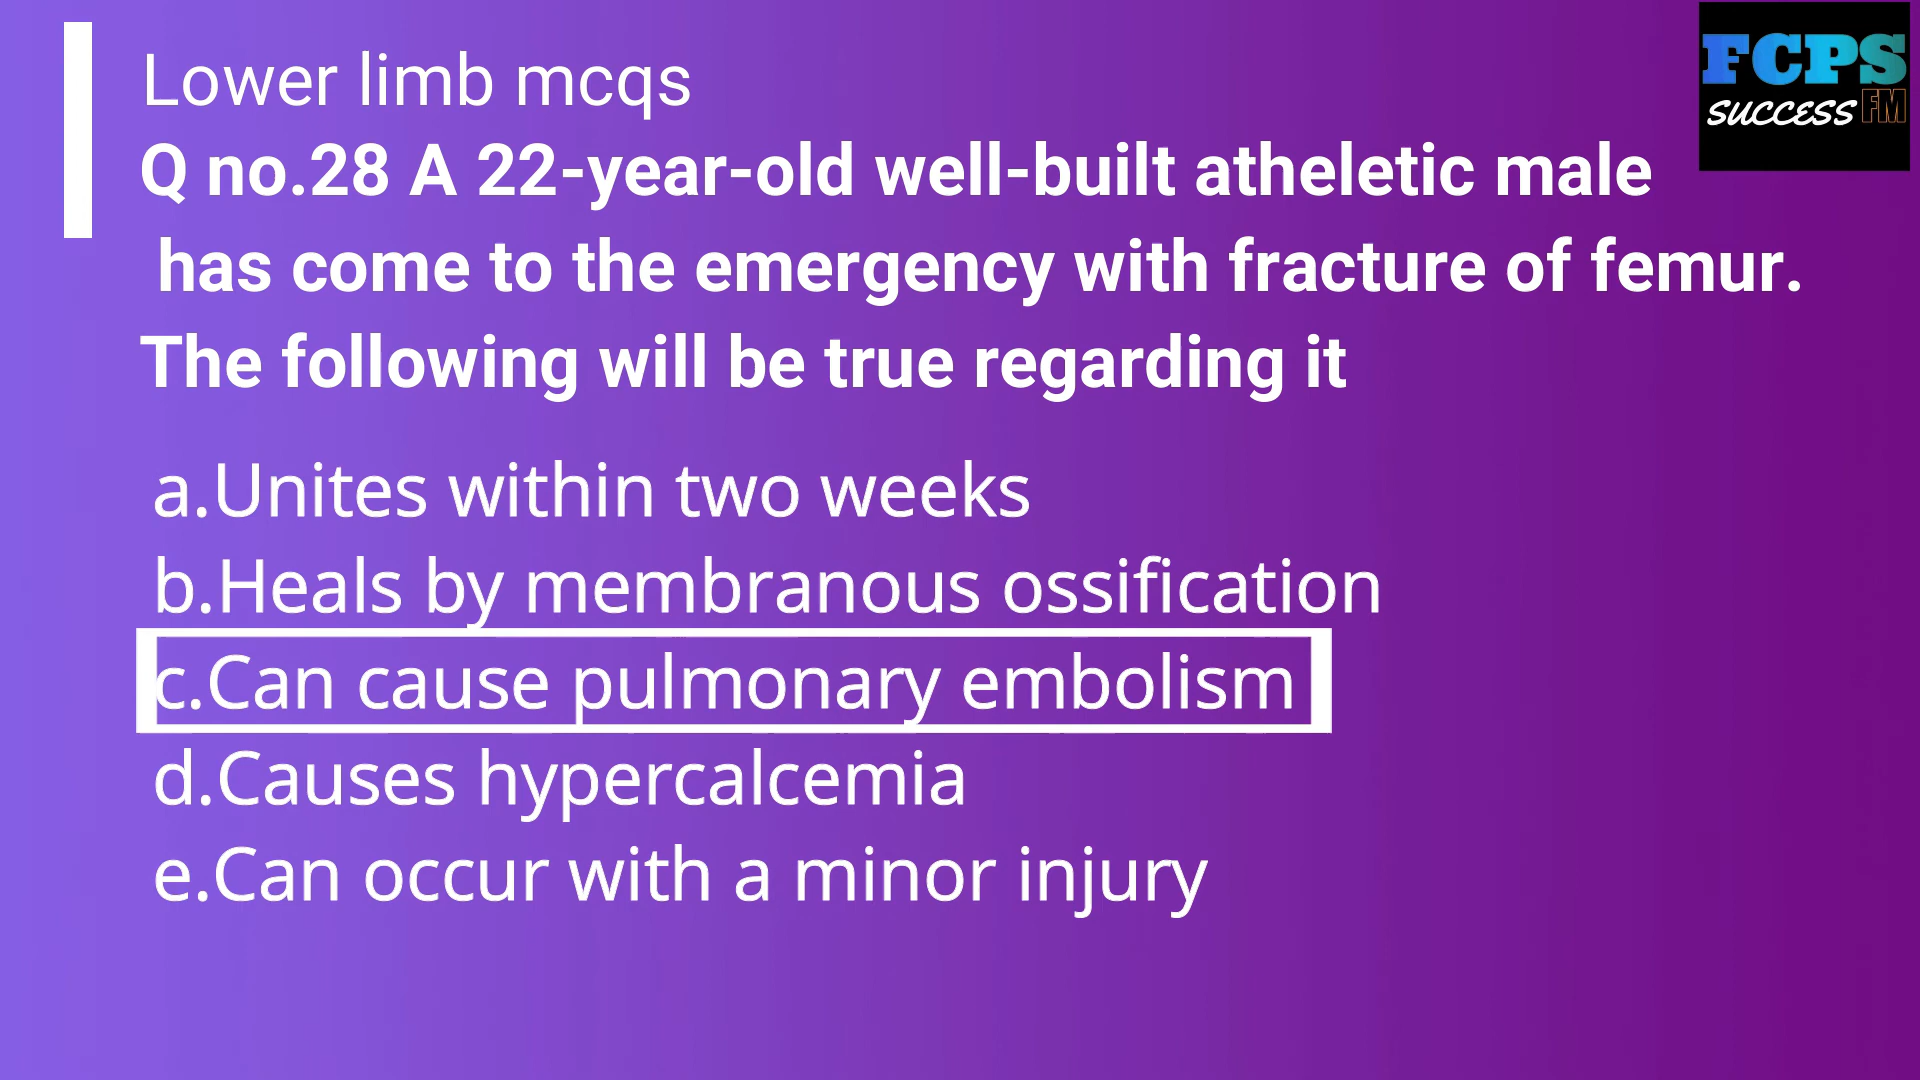 Lower limb mcqs
FCPS
SUCCESS FM
Q no.28 A 22-year-old well-built atheletic male
has come to the emergency with fracture of femur.
The following will be true regarding it
a.Unites within two weeks
b.Heals by membranous ossification
c.Can cause pulmonary embolism
d.Causes hypercalcemia
e.Can occur with a minor injury